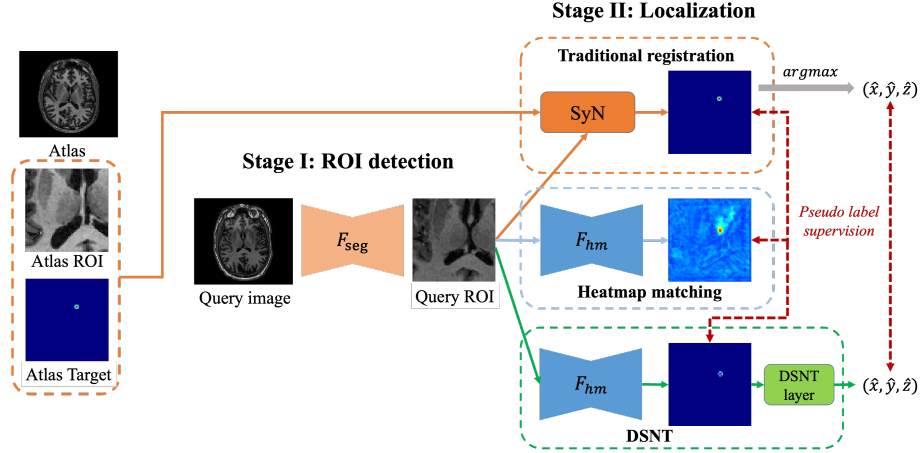 Stage II: Localization
Traditional registration
argmax
(x̂, ŷ, ẑ)
SyN
Atlas
Stage I: ROI detection
Pseudo label
supervision
F_seg
F_hm
Atlas ROI
Query image
Query ROI
Heatmap matching
Atlas Target
F_hm
DSNT
layer
(x̂, ŷ, ẑ)
DSNT